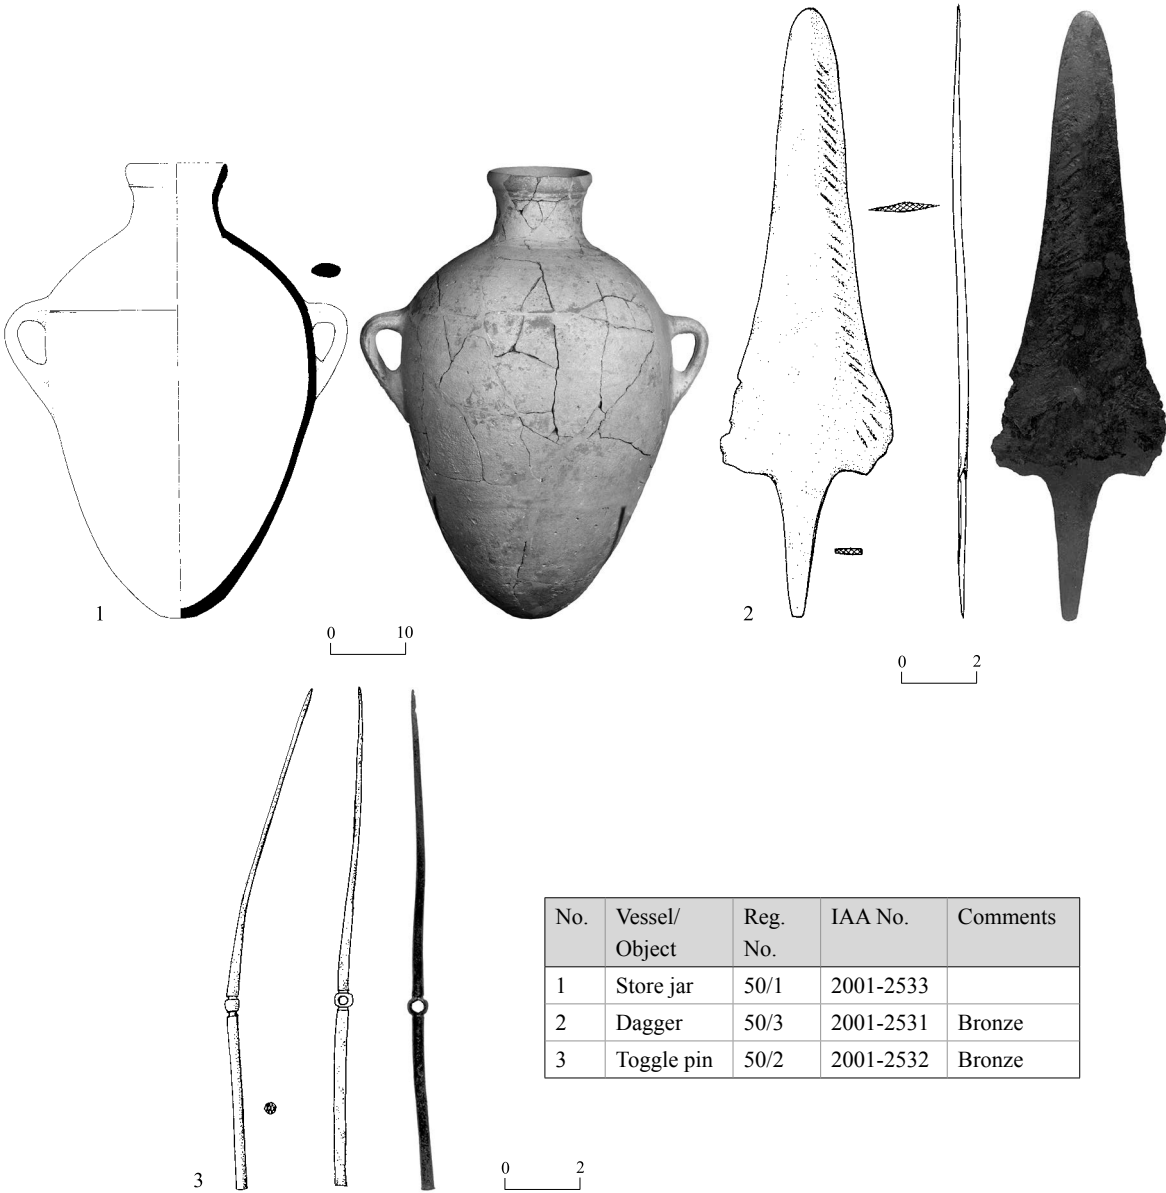 1
0 10
2
0 2
3
0 2
No. Vessel/ Object Reg. No. IAA No. Comments
1 Store jar 50/1 2001-2533
2 Dagger 50/3 2001-2531 Bronze
3 Toggle pin 50/2 2001-2532 Bronze